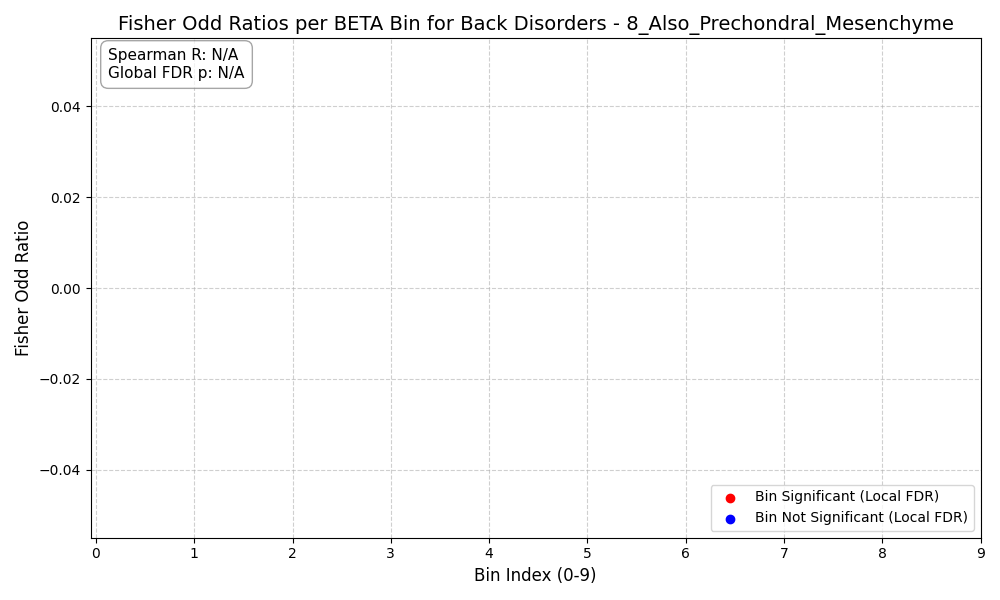 Fisher Odd Ratios per BETA Bin for Back Disorders - 8_Also_Prechondral_Mesenchyme
Spearman R: N/A
Global FDR p: N/A
Fisher Odd Ratio
0.04
0.02
0.00
−0.02
−0.04
Bin Significant (Local FDR)
Bin Not Significant (Local FDR)
0 1 2 3 4 5 6 7 8 9
Bin Index (0-9)